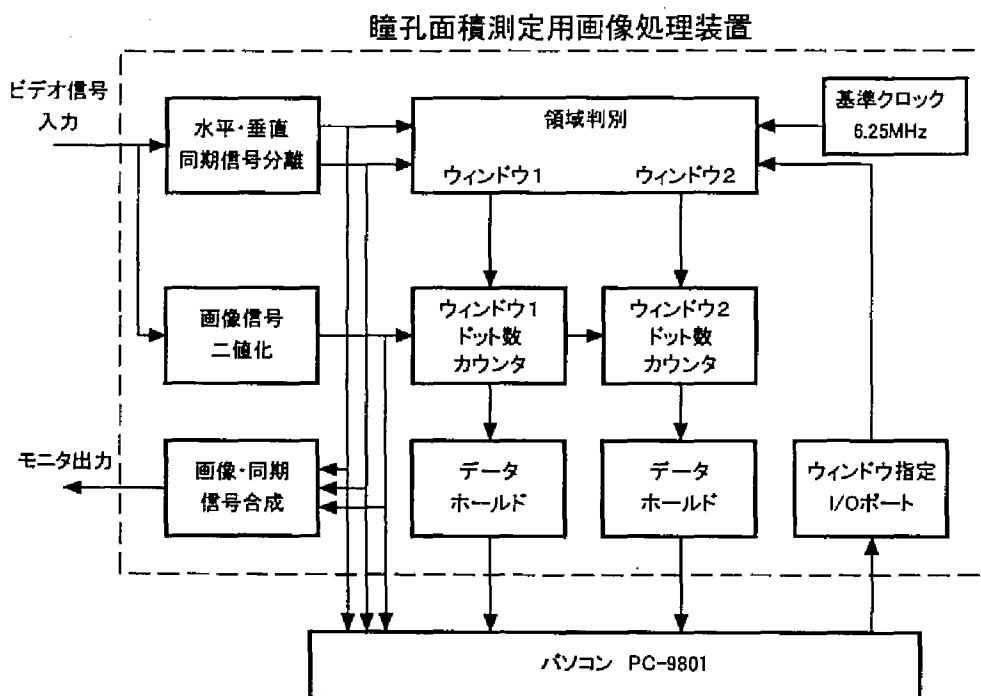 瞳孔面積測定用画像処理装置
ビデオ信号
入力
水平・垂直
同期信号分離
領域判別
ウィンドウ1
ウィンドウ2
基準クロック
6.25MHz
画像信号
二値化
ウィンドウ1
ドット数
カウンタ
ウィンドウ2
ドット数
カウンタ
モニタ出力
画像・同期
信号合成
データ
ホールド
データ
ホールド
ウィンドウ指定
I/Oポート
パソコン PC-9801